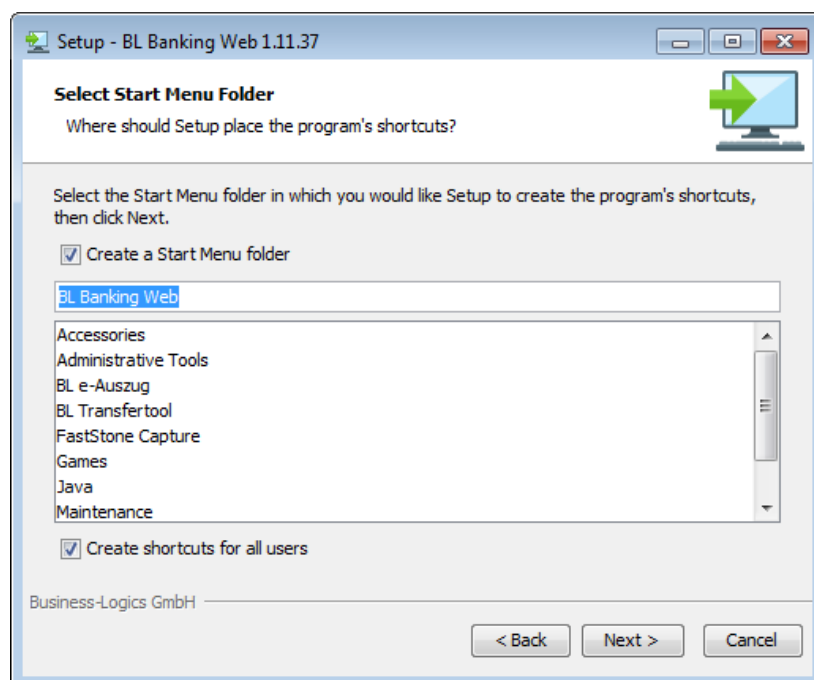 Setup - BL Banking Web 1.11.37
Select Start Menu Folder
Where should Setup place the program's shortcuts?
Select the Start Menu folder in which you would like Setup to create the program's shortcuts,
then click Next.
Create a Start Menu folder
BL Banking Web
Accessories
Administrative Tools
BL e-Auszug
BL Transfertool
FastStone Capture
Games
Java
Maintenance
Create shortcuts for all users
Business-Logics GmbH
< Back Next > Cancel